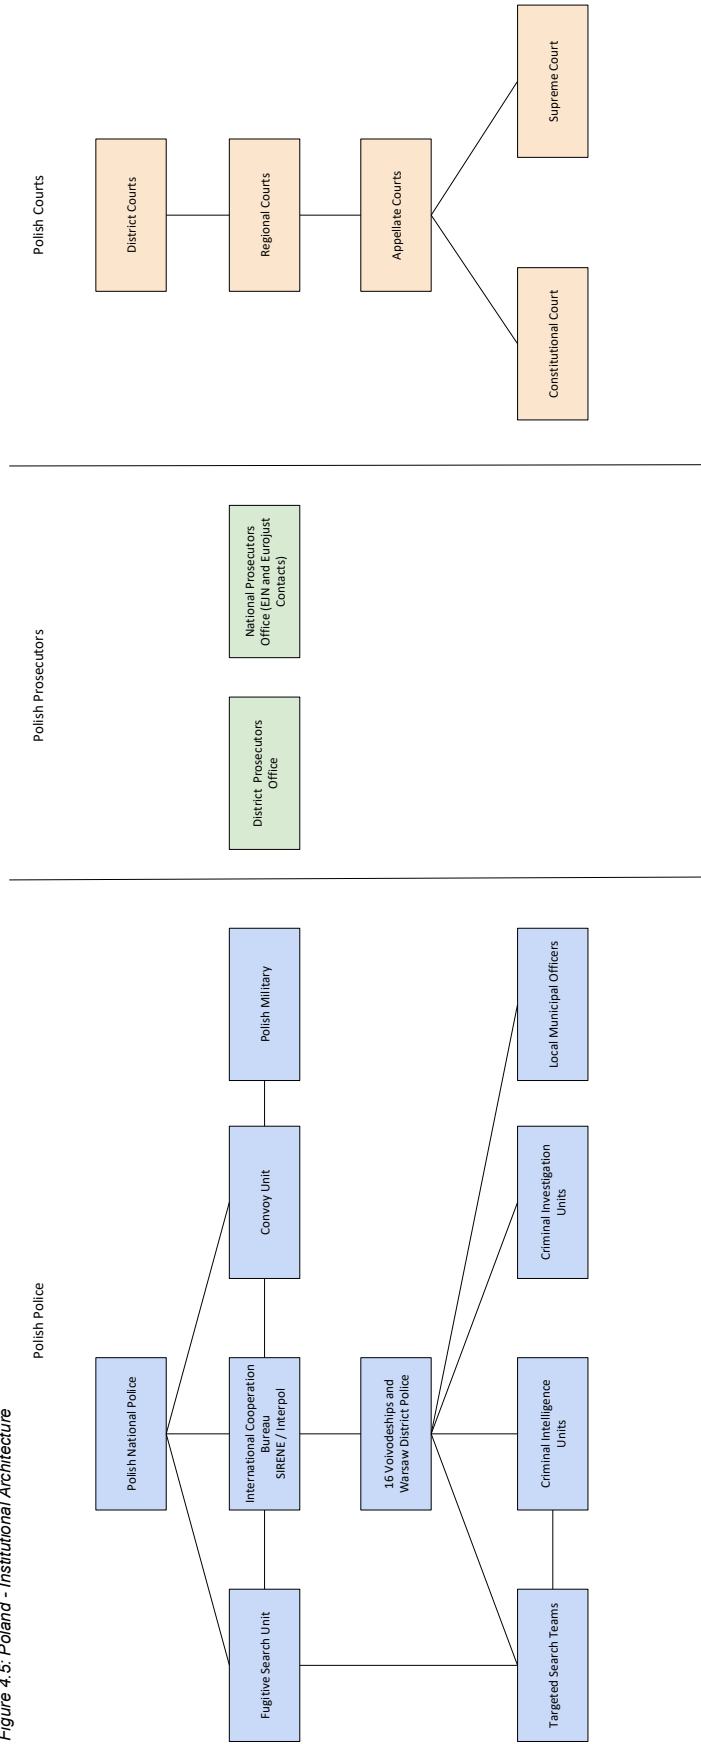 Figure 4.5: Poland - Institutional Architecture
Polish Police
Polish Prosecutors
Polish Courts
Polish National Police
Fugitive Search Unit
International Cooperation
Bureau
SIRENE / Interpol
Convoy Unit
Polish Military
16 Voivodeships and
Warsaw District Police
Targeted Search Teams
Criminal Intelligence
Units
Criminal Investigation
Units
Local Municipal Officers
District Prosecutors
Office
National Prosecutors
Office (EJN and Eurojust
Contacts)
District Courts
Regional Courts
Appellate Courts
Constitutional Court
Supreme Court